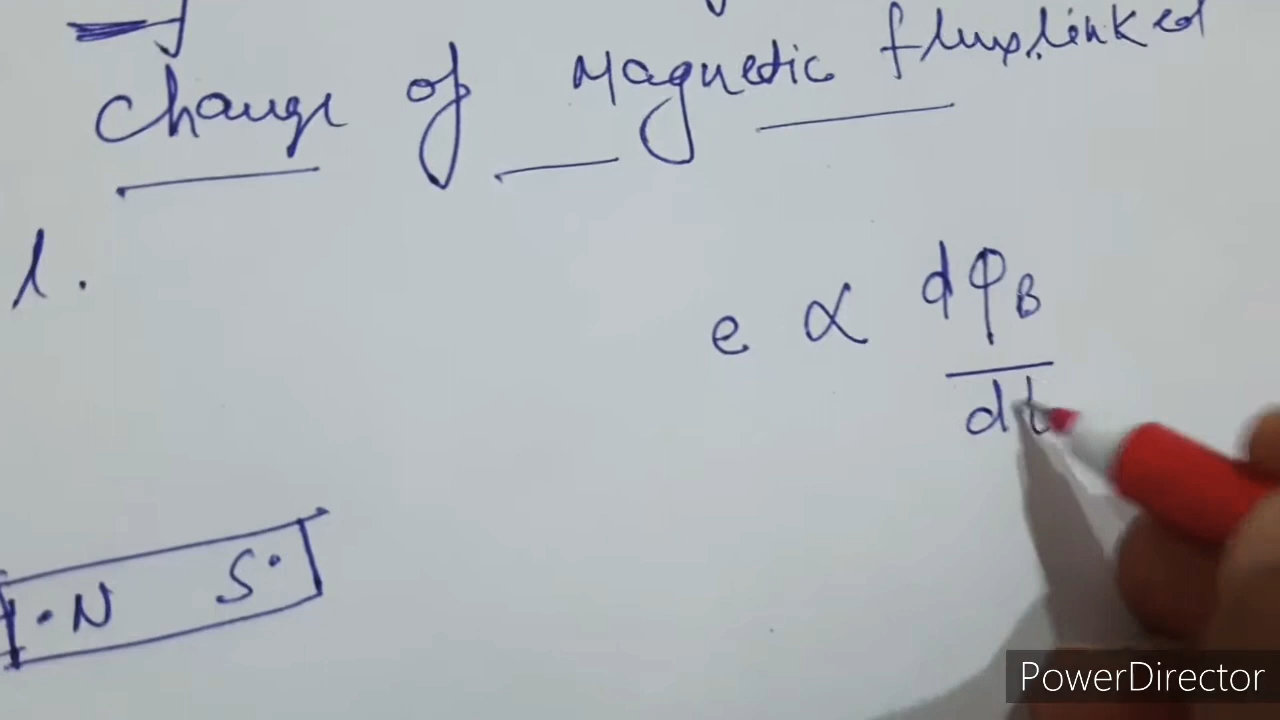 change of Magnetic flux linked
1.
e ∝ dφB
dt
N S
PowerDirector